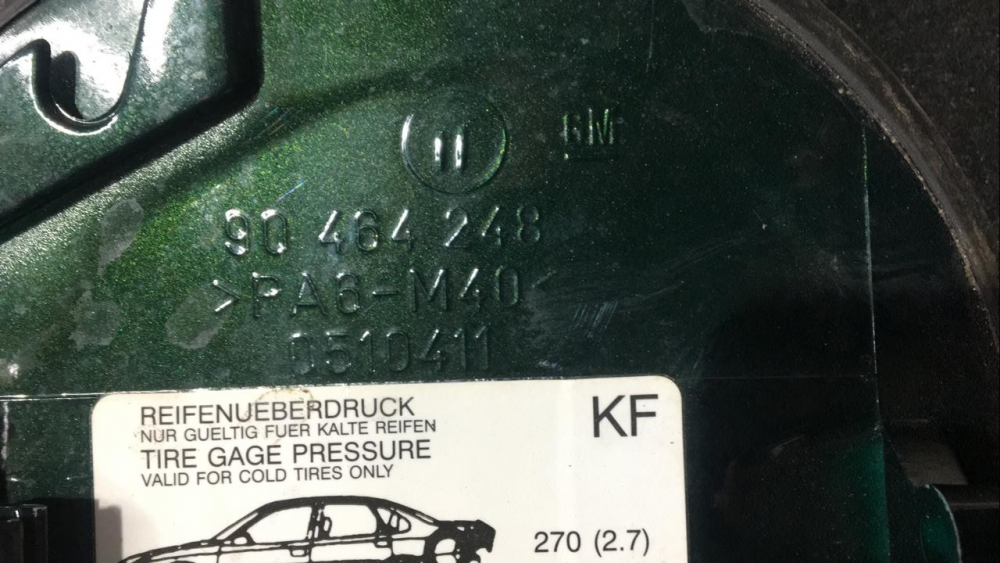 11 GM
90 464 248
>PA6-M40<
0510411
REIFENUEBERDRUCK
NUR GUELTIG FUER KALTE REIFEN
TIRE GAGE PRESSURE
VALID FOR COLD TIRES ONLY
KF
270 (2.7)